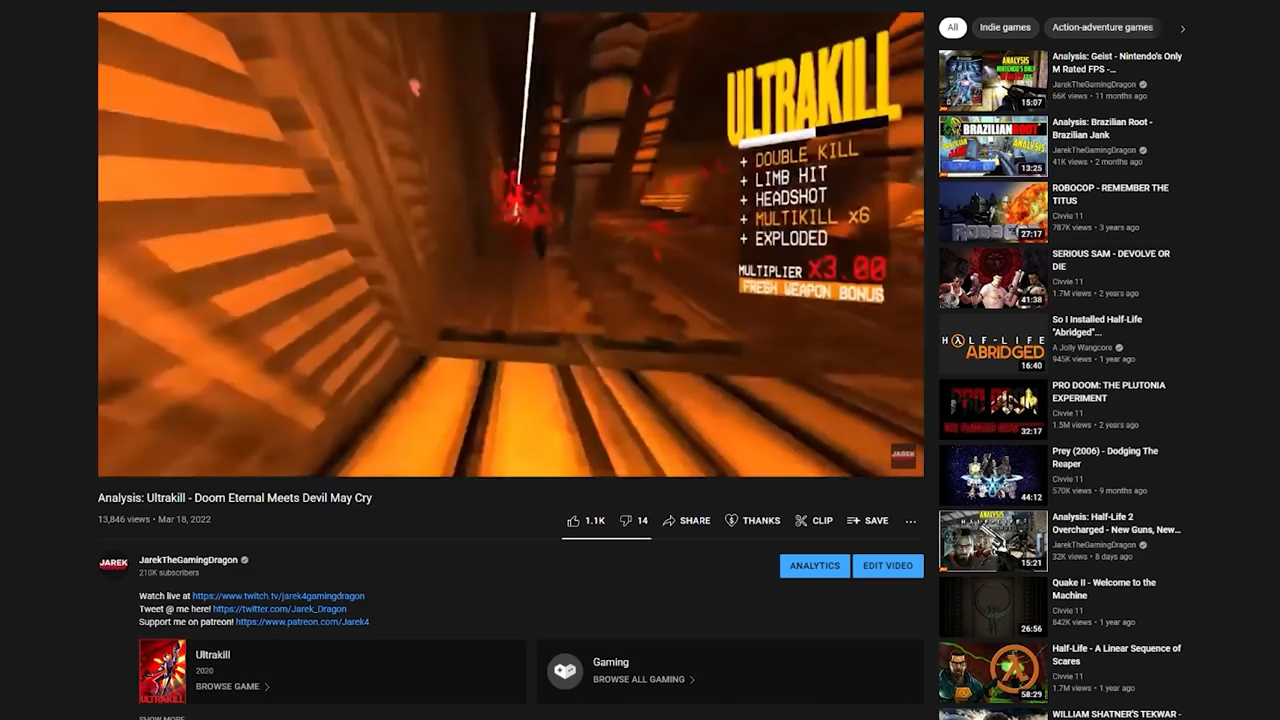 ULTRAKILL
+ DOUBLE KILL
+ LIMB HIT
+ HEADSHOT
+ MULTIKILL x6
+ EXPLODED
MULTIPLIER x3.00
FRESH WEAPON BONUS
JAREK
Analysis: Ultrakill - Doom Eternal Meets Devil May Cry
13,846 views • Mar 18, 2022
1.1K 14 SHARE THANKS CLIP SAVE ...
JAREK
JarekTheGamingDragon
210K subscribers
ANALYTICS EDIT VIDEO
Watch live at https://www.twitch.tv/jarek4gamingdragon
Tweet @ me here! https://twitter.com/Jarek_Dragon
Support me on patreon! https://www.patreon.com/Jarek4
ULTRAKILL
Ultrakill
2020
BROWSE GAME
Gaming
BROWSE ALL GAMING
SHOW MORE
All Indie games Action-adventure games
ANALYSIS
NINTENDO'S ONLY
15:07
Analysis: Geist - Nintendo's Only
M Rated FPS -...
JarekTheGamingDragon
66K views • 11 months ago
BRAZILIAN ROOT
ANALYSIS
13:25
Analysis: Brazilian Root -
Brazilian Jank
JarekTheGamingDragon
41K views • 2 months ago
27:17
ROBOCOP - REMEMBER THE
TITUS
Civvie 11
787K views • 3 years ago
41:38
SERIOUS SAM - DEVOLVE OR
DIE
Civvie 11
1.7M views • 2 years ago
HALF-LIFE
ABRIDGED
16:40
So I Installed Half-Life
"Abridged"...
A Jolly Wangcore
945K views • 1 year ago
PRO DOOM
32:17
PRO DOOM: THE PLUTONIA
EXPERIMENT
Civvie 11
1.5M views • 2 years ago
44:12
Prey (2006) - Dodging The
Reaper
Civvie 11
570K views • 9 months ago
ANALYSIS
15:21
Analysis: Half-Life 2
Overcharged - New Guns, New...
JarekTheGamingDragon
32K views • 8 days ago
26:56
Quake II - Welcome to the
Machine
Civvie 11
842K views • 1 year ago
58:29
Half-Life - A Linear Sequence of
Scares
Civvie 11
1.7M views • 1 year ago
WILLIAM SHATNER'S TEKWAR -